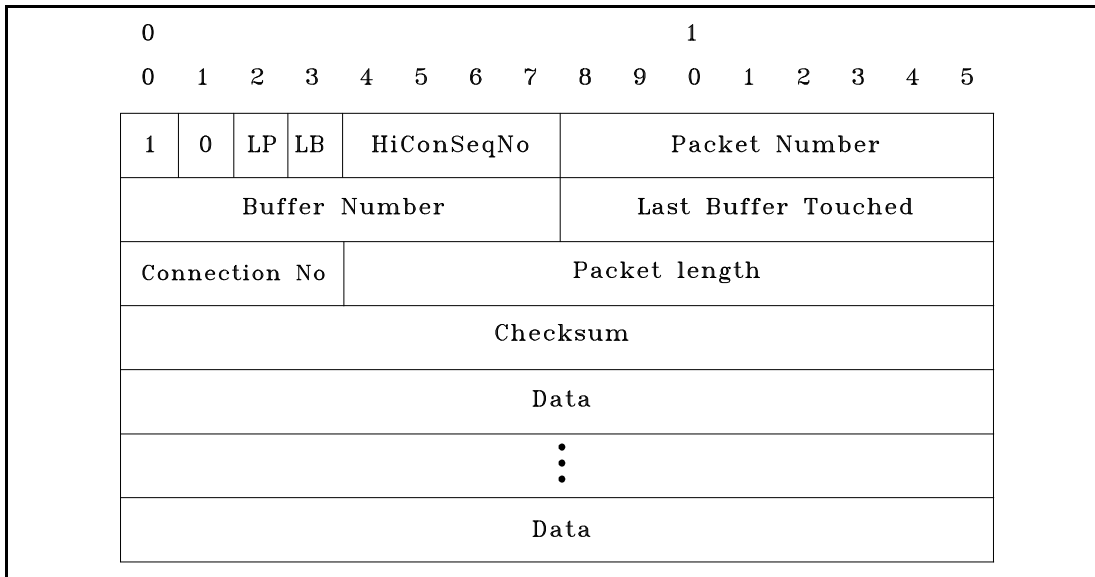 0 1
0 1 2 3 4 5 6 7 8 9 0 1 2 3 4 5
1 0 LP LB HiConSeqNo Packet Number
Buffer Number Last Buffer Touched
Connection No Packet length
Checksum
Data
Data